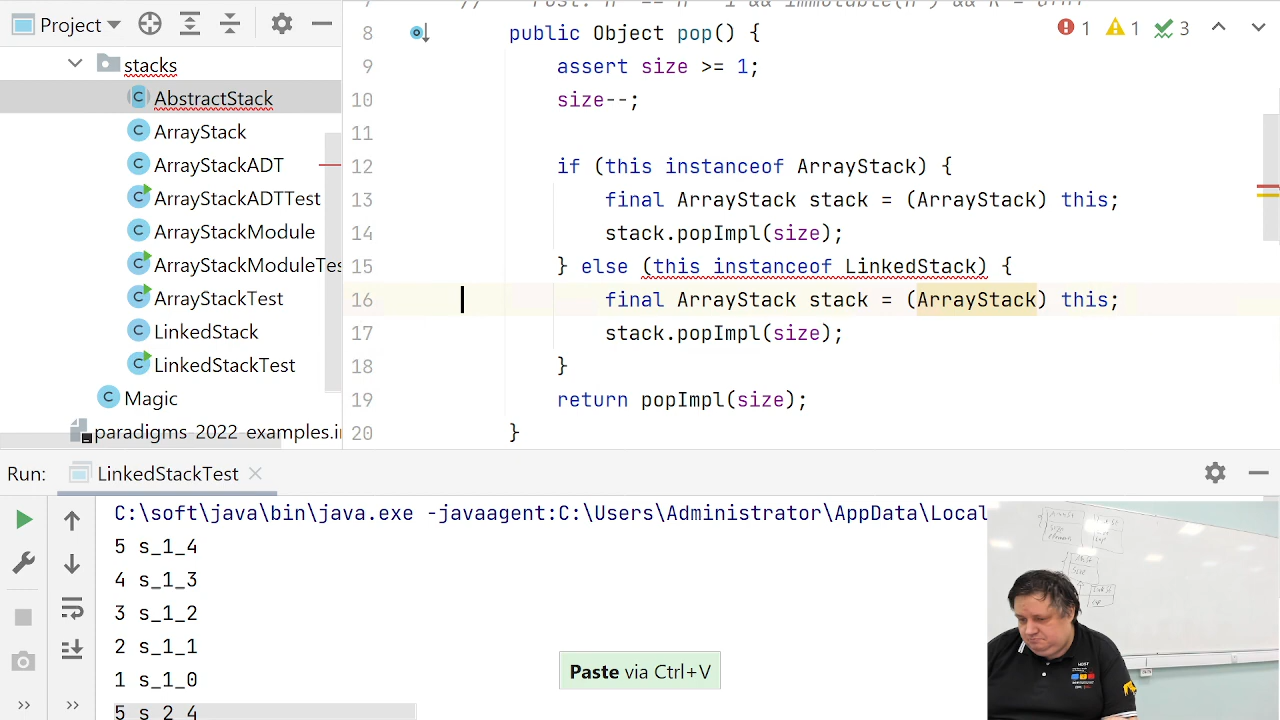 Project
stacks
AbstractStack
ArrayStack
ArrayStackADT
ArrayStackADTTest
ArrayStackModule
ArrayStackModuleTes
ArrayStackTest
LinkedStack
LinkedStackTest
Magic
paradigms-2022-examples.in
1 1 3
8 public Object pop() {
9 assert size >= 1;
10 size--;
11
12 if (this instanceof ArrayStack) {
13 final ArrayStack stack = (ArrayStack) this;
14 stack.popImpl(size);
15 } else (this instanceof LinkedStack) {
16 final ArrayStack stack = (ArrayStack) this;
17 stack.popImpl(size);
18 }
19 return popImpl(size);
20 }
Run: LinkedStackTest
C:\soft\java\bin\java.exe -javaagent:C:\Users\Administrator\AppData\Local
5 s_1_4
4 s_1_3
3 s_1_2
2 s_1_1
1 s_1_0
5 s_2_4
Paste via Ctrl+V